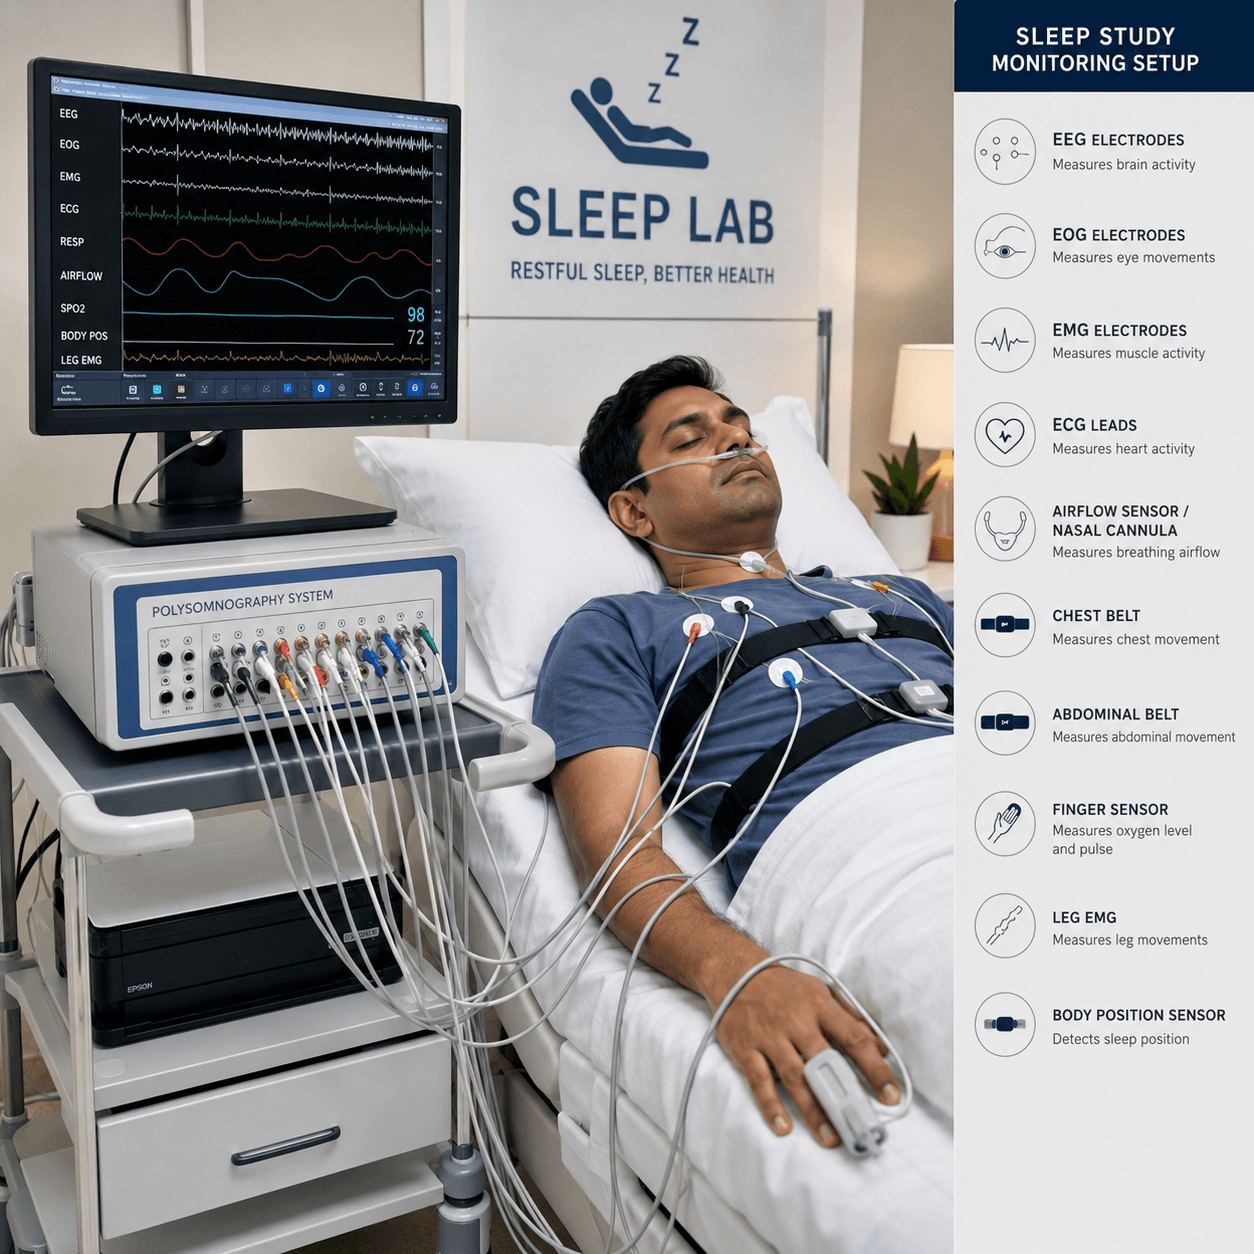 EEG
EOG
EMG
ECG
RESP
AIRFLOW
SPO2
98
BODY POS
72
LEG EMG
POLYSOMNOGRAPHY SYSTEM
EPSON
Z
Z
Z
SLEEP LAB
RESTFUL SLEEP, BETTER HEALTH
SLEEP STUDY
MONITORING SETUP
EEG ELECTRODES
Measures brain activity
EOG ELECTRODES
Measures eye movements
EMG ELECTRODES
Measures muscle activity
ECG LEADS
Measures heart activity
AIRFLOW SENSOR /
NASAL CANNULA
Measures breathing airflow
CHEST BELT
Measures chest movement
ABDOMINAL BELT
Measures abdominal movement
FINGER SENSOR
Measures oxygen level
and pulse
LEG EMG
Measures leg movements
BODY POSITION SENSOR
Detects sleep position